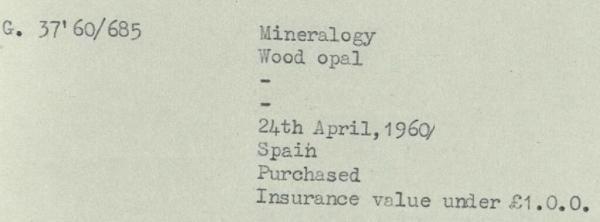 G. 37'60/685 Mineralogy
Wood opal
-
-
24th April,1960/
Spain
Purchased
Insurance value under £1.0.0.